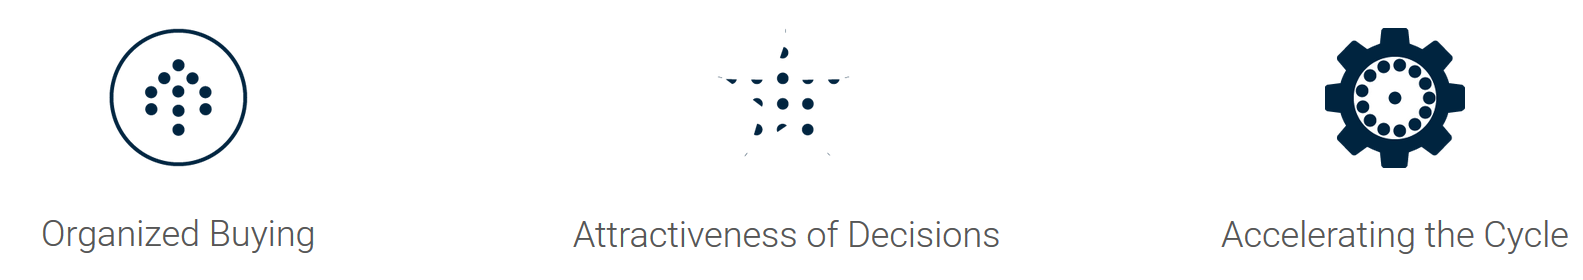 Organized Buying
Attractiveness of Decisions
Accelerating the Cycle